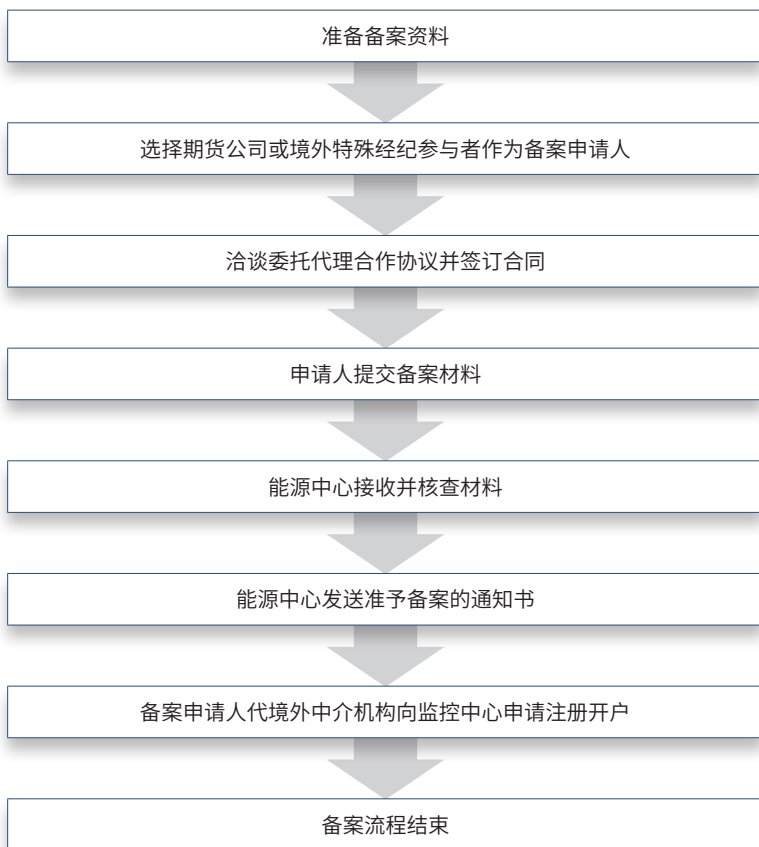 准备备案资料
选择期货公司或境外特殊经纪参与者作为备案申请人
洽谈委托代理合作协议并签订合同
申请人提交备案材料
能源中心接收并核查材料
能源中心发送准予备案的通知书
备案申请人代境外中介机构向监控中心申请注册开户
备案流程结束